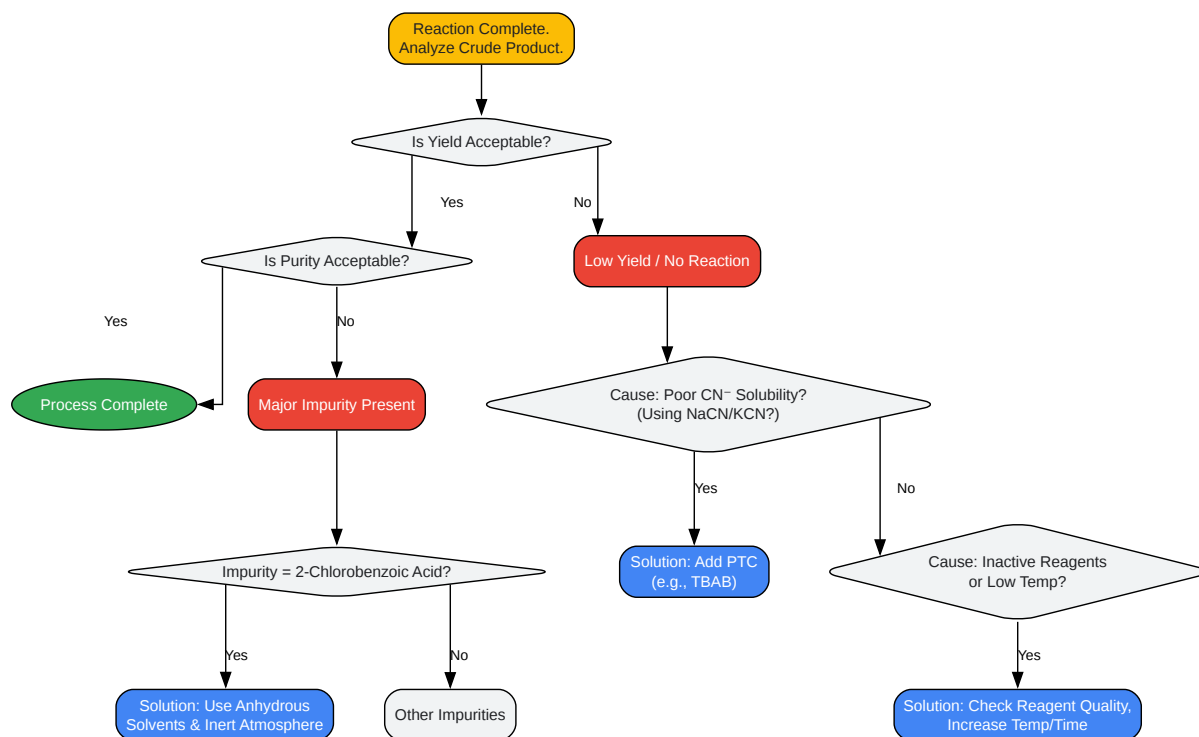 Reaction Complete.
Analyze Crude Product.
Is Yield Acceptable?
Yes
No
Is Purity Acceptable?
Low Yield / No Reaction
Yes
No
Process Complete
Major Impurity Present
Cause: Poor CN⁻ Solubility?
(Using NaCN/KCN?)
Yes
No
Impurity = 2-Chlorobenzoic Acid?
Solution: Add PTC
(e.g., TBAB)
Cause: Inactive Reagents
or Low Temp?
Yes
No
Yes
Solution: Use Anhydrous
Solvents & Inert Atmosphere
Other Impurities
Solution: Check Reagent Quality,
Increase Temp/Time